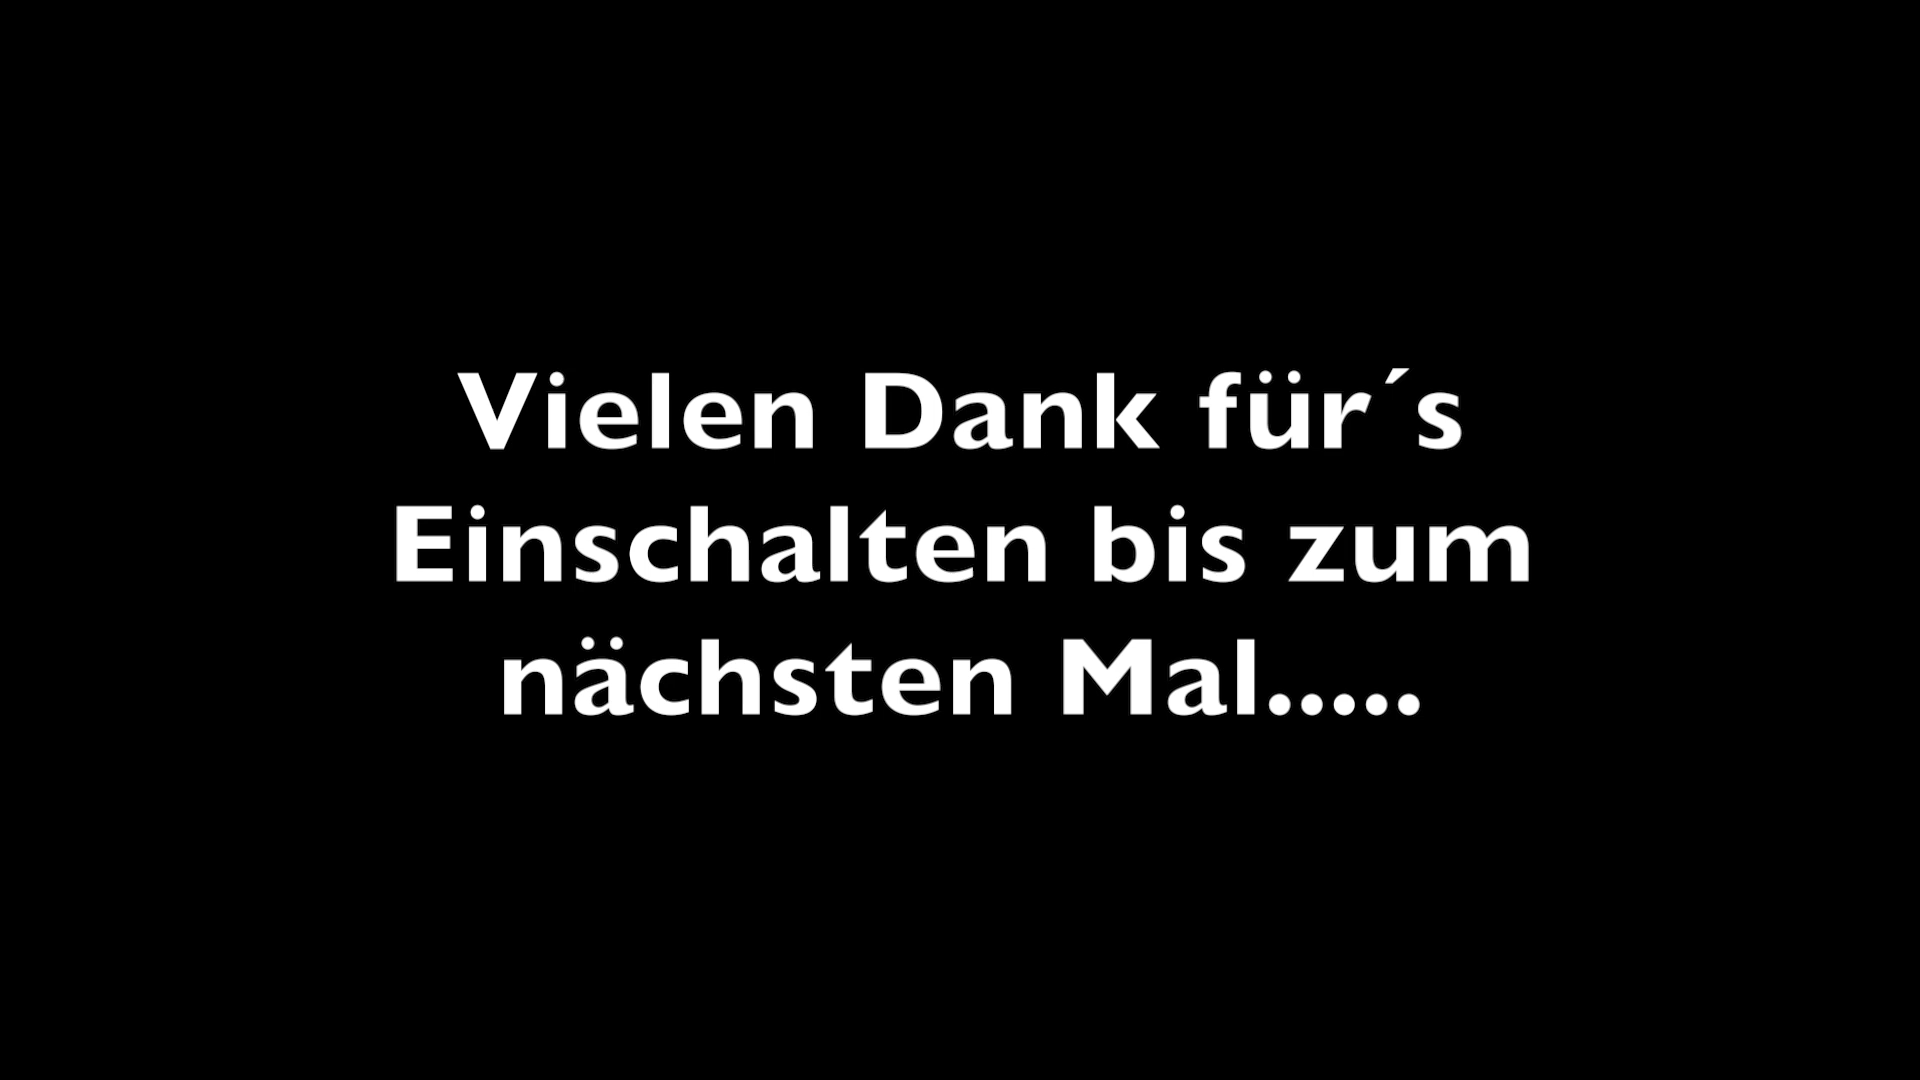 Vielen Dank für´s
Einschalten bis zum
nächsten Mal.....